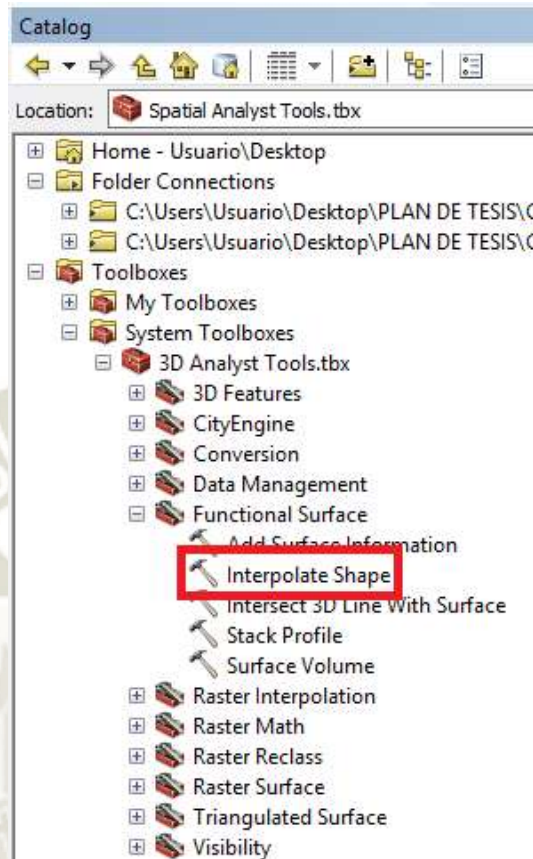 Catalog
Location: Spatial Analyst Tools.tbx
Home - Usuario\Desktop
Folder Connections
C:\Users\Usuario\Desktop\PLAN DE TESIS\
C:\Users\Usuario\Desktop\PLAN DE TESIS\
Toolboxes
My Toolboxes
System Toolboxes
3D Analyst Tools.tbx
3D Features
CityEngine
Conversion
Data Management
Functional Surface
Add Surface Information
Interpolate Shape
Intersect 3D Line With Surface
Stack Profile
Surface Volume
Raster Interpolation
Raster Math
Raster Reclass
Raster Surface
Triangulated Surface
Visibility